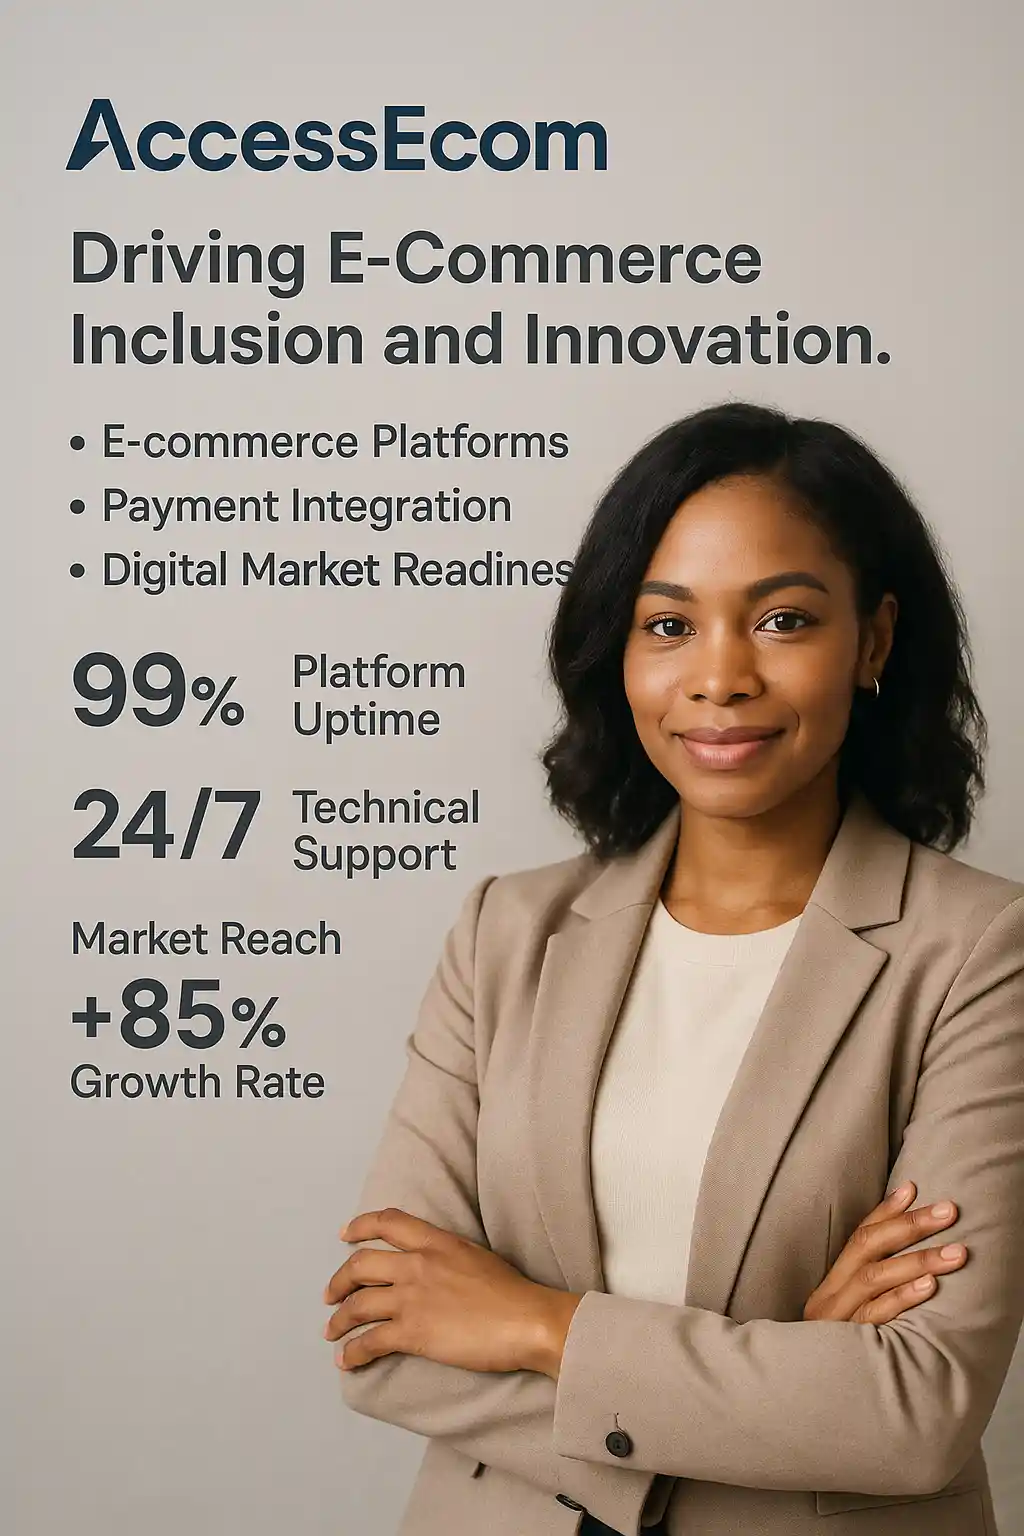 AccessEcom
Driving E-Commerce
Inclusion and Innovation.
• E-commerce Platforms
• Payment Integration
• Digital Market Readines
99% Platform
Uptime
24/7 Technical
Support
Market Reach
+85%
Growth Rate